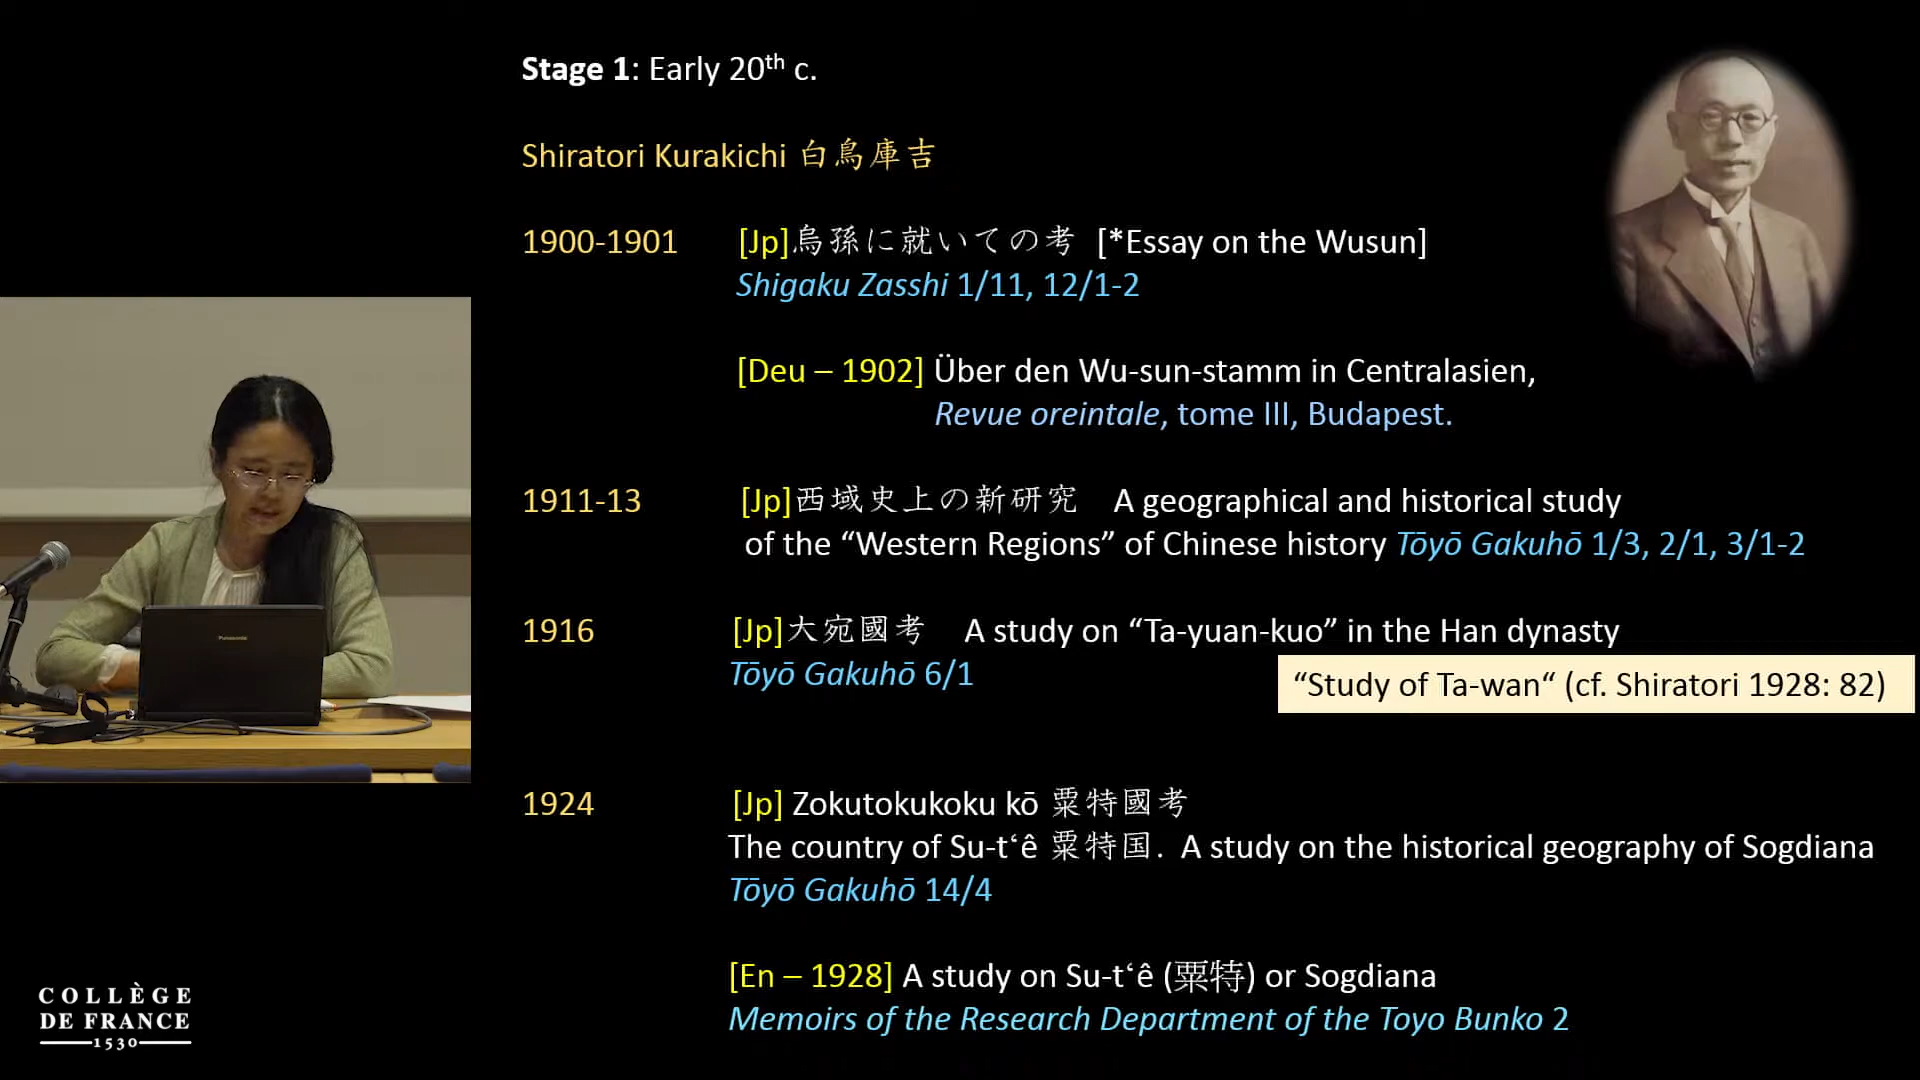 Stage 1: Early 20th c.
Shiratori Kurakichi 白鳥庫吉
1900-1901 [Jp]烏孫に就いての考 [*Essay on the Wusun]
Shigaku Zasshi 1/11, 12/1-2
[Deu – 1902] Über den Wu-sun-stamm in Centralasien,
Revue oreintale, tome III, Budapest.
1911-13 [Jp]西域史上の新研究 A geographical and historical study
of the “Western Regions” of Chinese history Tōyō Gakuhō 1/3, 2/1, 3/1-2
1916 [Jp]大宛國考 A study on “Ta-yuan-kuo” in the Han dynasty
Tōyō Gakuhō 6/1
“Study of Ta-wan“ (cf. Shiratori 1928: 82)
1924 [Jp] Zokutokukoku kō 粟特國考
The country of Su-t‘ê 粟特国. A study on the historical geography of Sogdiana
Tōyō Gakuhō 14/4
[En – 1928] A study on Su-t‘ê (粟特) or Sogdiana
Memoirs of the Research Department of the Toyo Bunko 2
Panasonic
COLLÈGE
DE FRANCE
1530